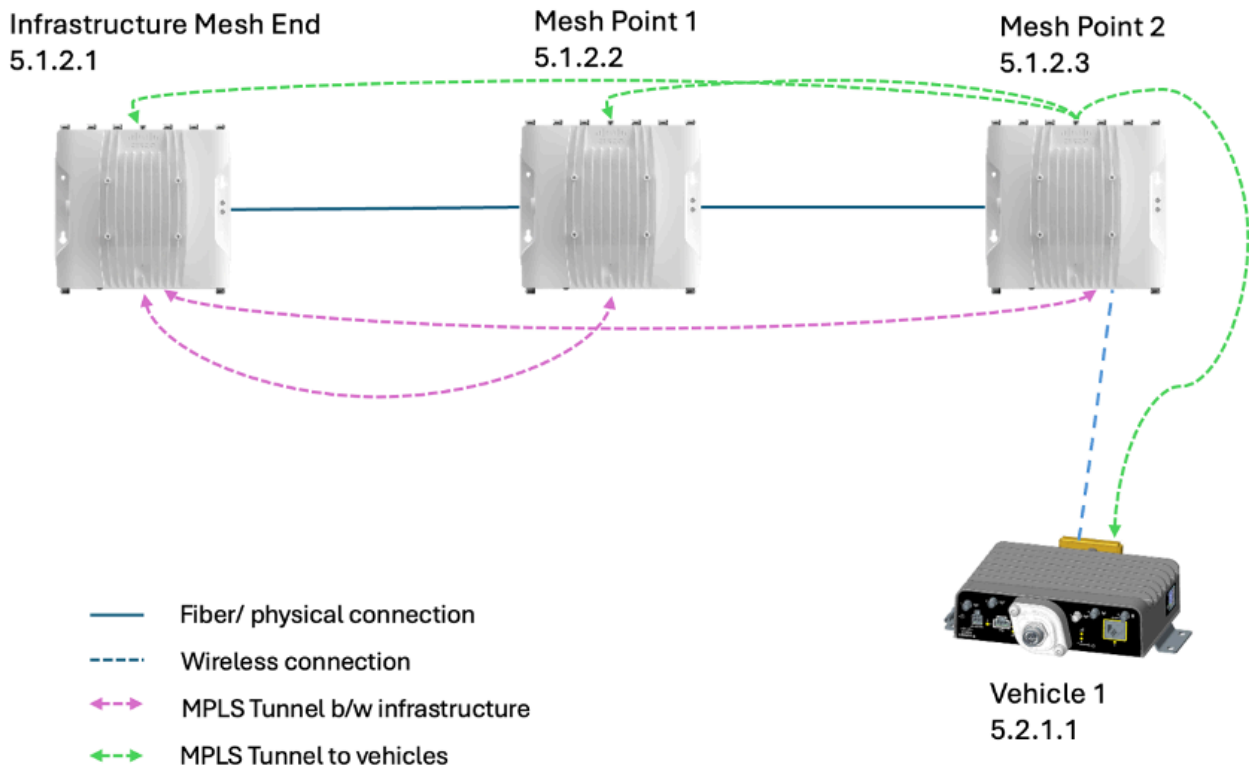 Infrastructure Mesh End
5.1.2.1
Mesh Point 1
5.1.2.2
Mesh Point 2
5.1.2.3
Fiber/ physical connection
Wireless connection
MPLS Tunnel b/w infrastructure
MPLS Tunnel to vehicles
Vehicle 1
5.2.1.1